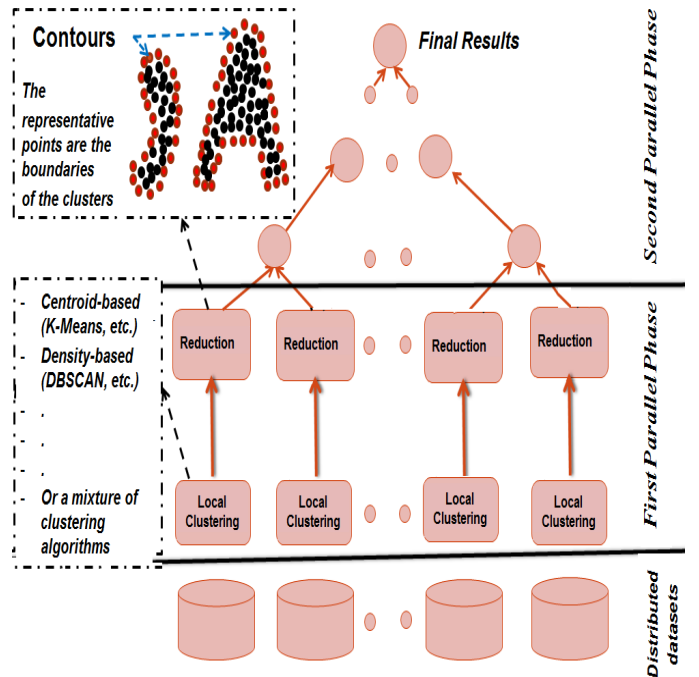 Contours
The
representative
points are the
boundaries
of the clusters
Final Results
Second Parallel Phase
- Centroid-based
(K-Means, etc.)
- Density-based
(DBSCAN, etc.)
- .
- .
- .
- Or a mixture of
clustering
algorithms
Reduction
Reduction
Reduction
Reduction
First Parallel Phase
Local
Clustering
Local
Clustering
Local
Clustering
Local
Clustering
Distributed
datasets